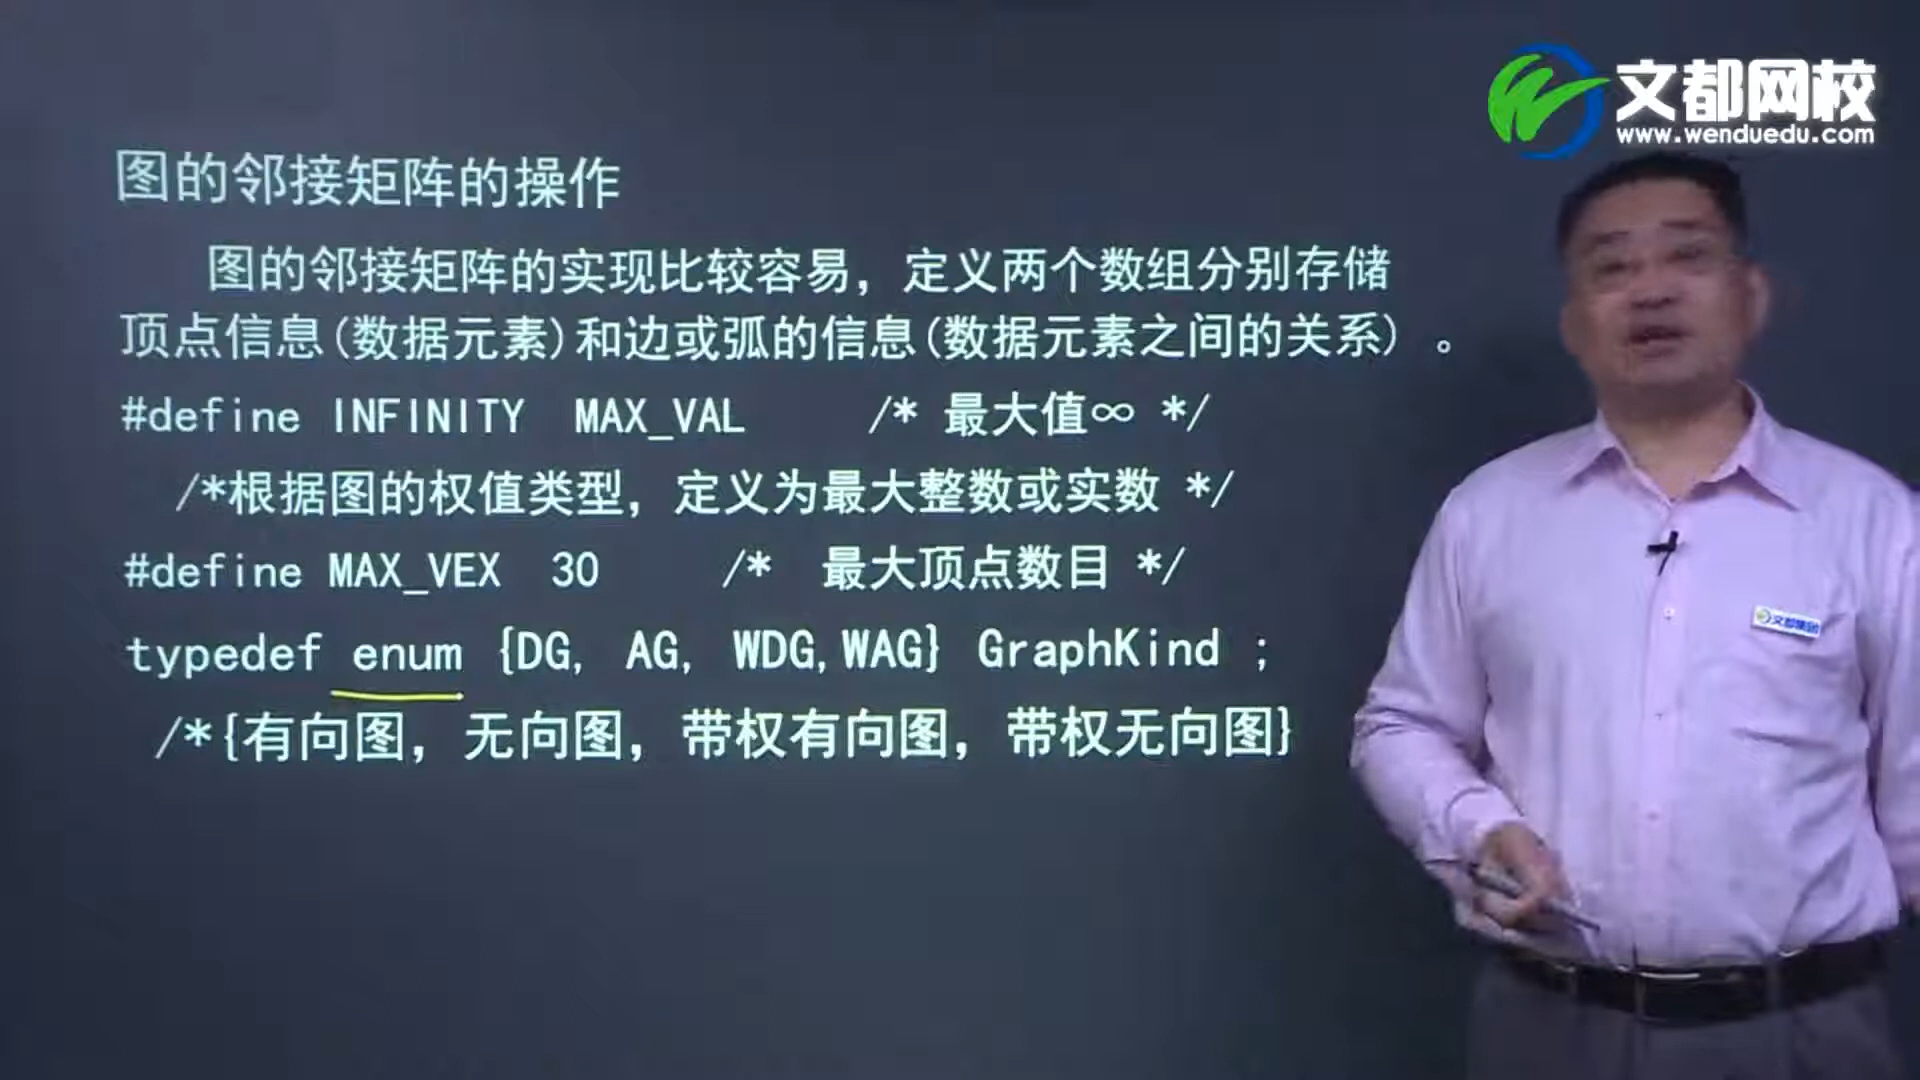 文都网校
www.wenduedu.com
图的邻接矩阵的操作
图的邻接矩阵的实现比较容易，定义两个数组分别存储
顶点信息(数据元素)和边或弧的信息(数据元素之间的关系) 。
#define INFINITY MAX_VAL /* 最大值∞ */
/*根据图的权值类型，定义为最大整数或实数 */
#define MAX_VEX 30 /* 最大顶点数目 */
typedef enum {DG, AG, WDG,WAG} GraphKind ;
/*{有向图，无向图，带权有向图，带权无向图}
文都集团